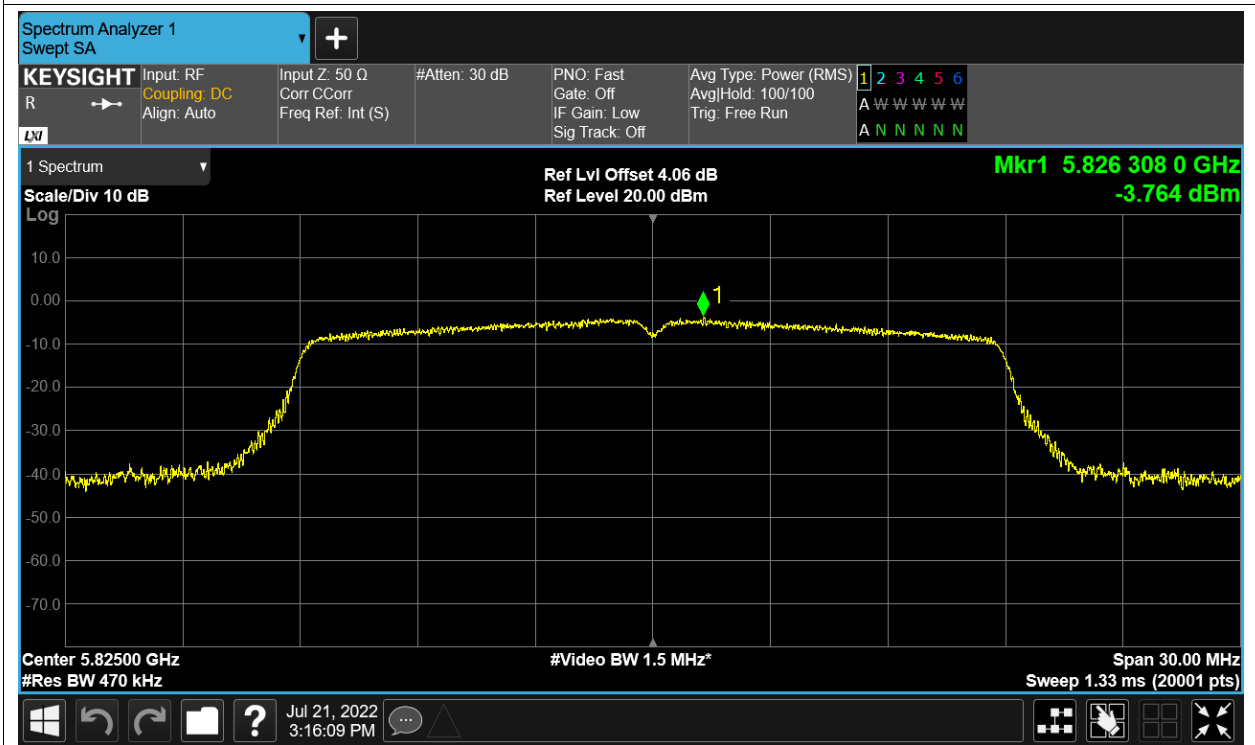 Spectrum Analyzer 1
Swept SA
KEYSIGHT
R
LXI
Input: RF
Coupling: DC
Align: Auto
Input Z: 50 Ω
Corr CCorr
Freq Ref: Int (S)
#Atten: 30 dB
PNO: Fast
Gate: Off
IF Gain: Low
Sig Track: Off
Avg Type: Power (RMS)
Avg|Hold: 100/100
Trig: Free Run
1 2 3 4 5 6
A W W W W W
A N N N N N
1 Spectrum
Scale/Div 10 dB
Log
Ref Lvl Offset 4.06 dB
Ref Level 20.00 dBm
Mkr1 5.826 308 0 GHz
-3.764 dBm
10.0
0.00
-10.0
-20.0
-30.0
-40.0
-50.0
-60.0
-70.0
1
Center 5.82500 GHz
#Res BW 470 kHz
#Video BW 1.5 MHz*
Span 30.00 MHz
Sweep 1.33 ms (20001 pts)
?
Jul 21, 2022
3:16:09 PM